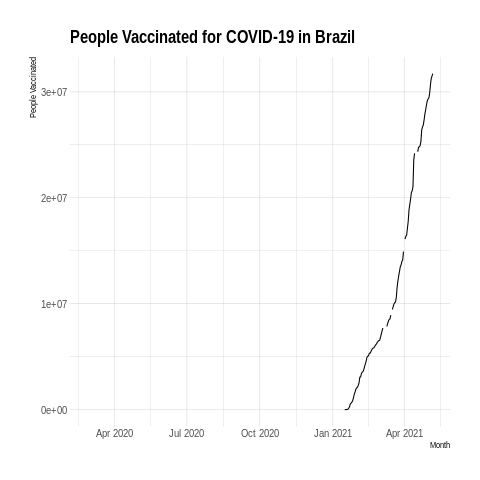 People Vaccinated for COVID-19 in Brazil
People Vaccinated
3e+07
2e+07
1e+07
0e+00
Apr 2020 Jul 2020 Oct 2020 Jan 2021 Apr 2021
Month